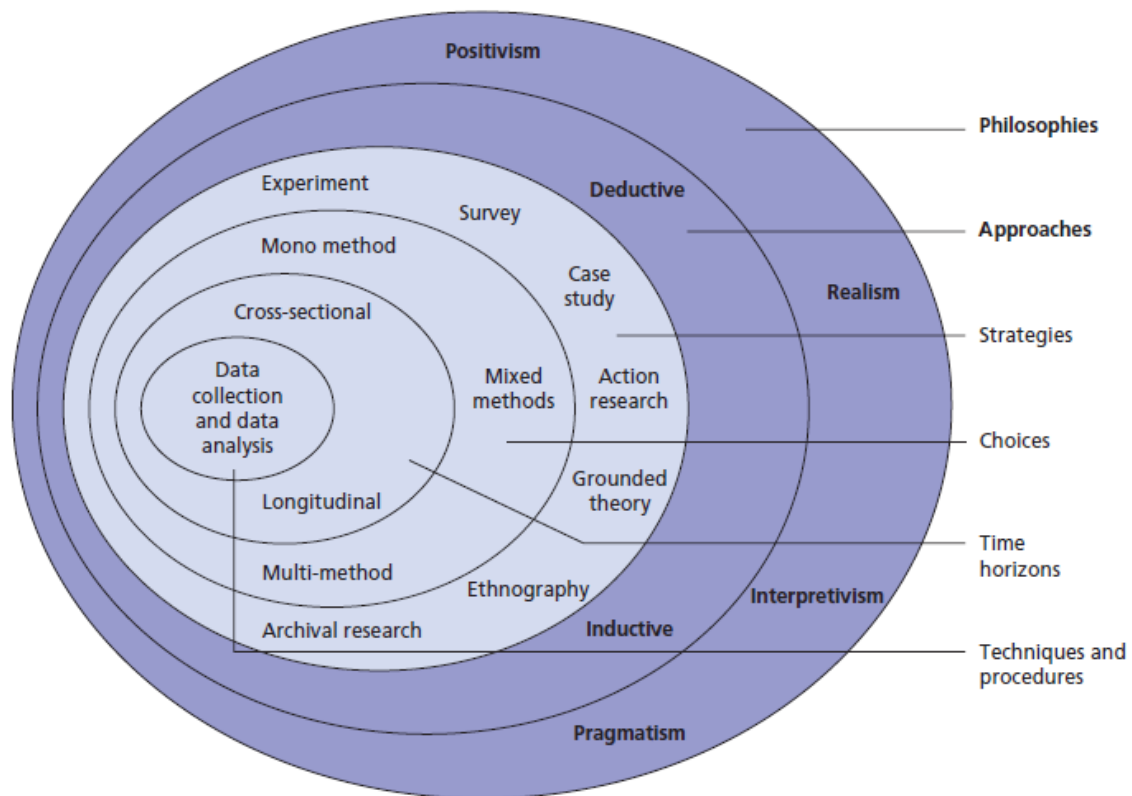 Positivism
Philosophies
Experiment
Deductive
Survey
Approaches
Mono method
Case
study
Realism
Cross-sectional
Strategies
Data
collection
and data
analysis
Mixed
methods
Action
research
Choices
Grounded
theory
Longitudinal
Time
horizons
Multi-method
Ethnography
Interpretivism
Archival research
Inductive
Techniques and
procedures
Pragmatism